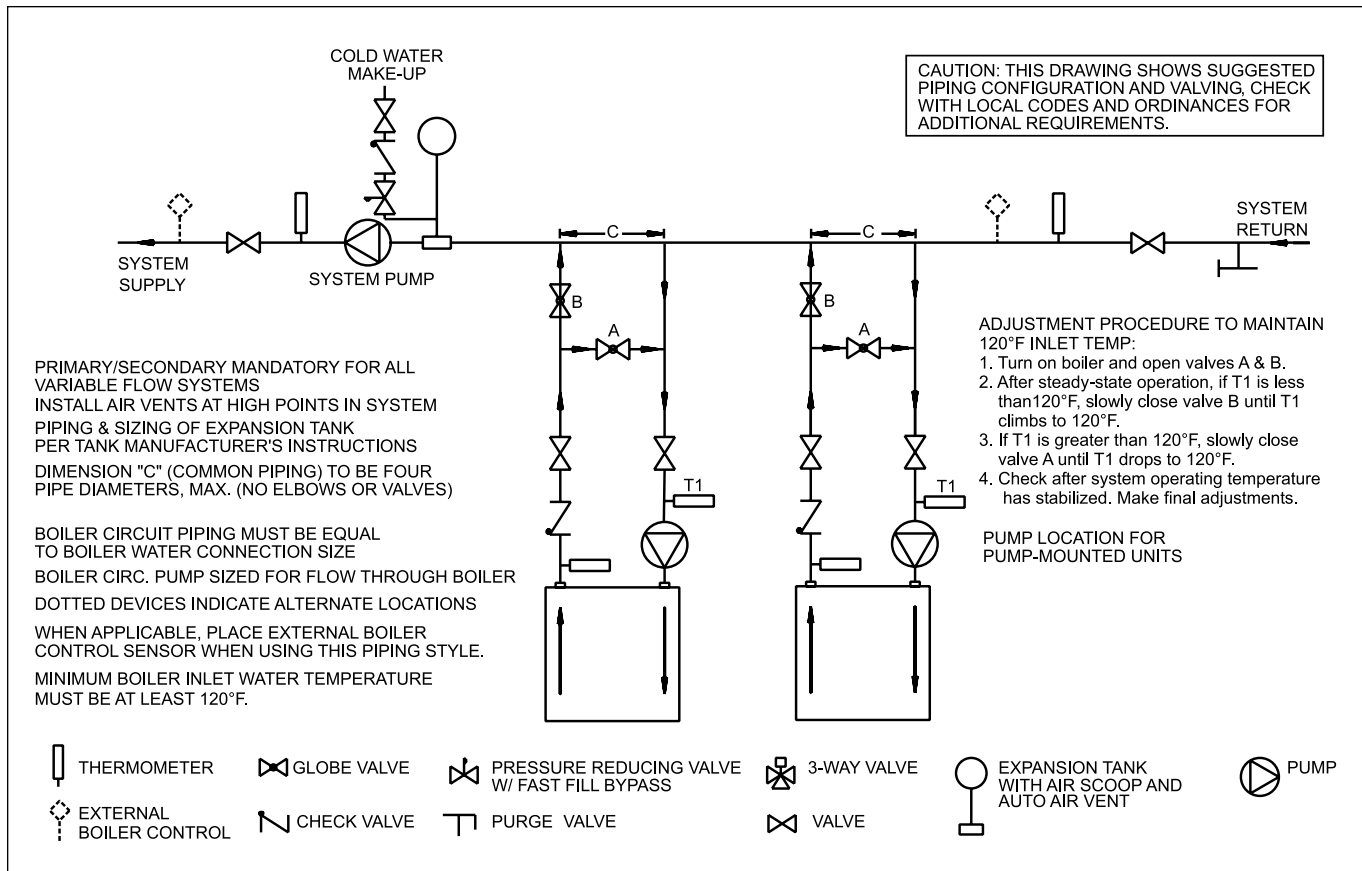 COLD WATER
MAKE-UP
CAUTION: THIS DRAWING SHOWS SUGGESTED
PIPING CONFIGURATION AND VALVING, CHECK
WITH LOCAL CODES AND ORDINANCES FOR
ADDITIONAL REQUIREMENTS.
C
C
SYSTEM
RETURN
SYSTEM
SUPPLY
SYSTEM PUMP
B
B
A
A
PRIMARY/SECONDARY MANDATORY FOR ALL
VARIABLE FLOW SYSTEMS
INSTALL AIR VENTS AT HIGH POINTS IN SYSTEM
PIPING & SIZING OF EXPANSION TANK
PER TANK MANUFACTURER'S INSTRUCTIONS
DIMENSION "C" (COMMON PIPING) TO BE FOUR
PIPE DIAMETERS, MAX. (NO ELBOWS OR VALVES)
BOILER CIRCUIT PIPING MUST BE EQUAL
TO BOILER WATER CONNECTION SIZE
BOILER CIRC. PUMP SIZED FOR FLOW THROUGH BOILER
DOTTED DEVICES INDICATE ALTERNATE LOCATIONS
WHEN APPLICABLE, PLACE EXTERNAL BOILER
CONTROL SENSOR WHEN USING THIS PIPING STYLE.
MINIMUM BOILER INLET WATER TEMPERATURE
MUST BE AT LEAST 120°F.
T1
T1
ADJUSTMENT PROCEDURE TO MAINTAIN
120°F INLET TEMP:
1. Turn on boiler and open valves A & B.
2. After steady-state operation, if T1 is less
than120°F, slowly close valve B until T1
climbs to 120°F.
3. If T1 is greater than 120°F, slowly close
valve A until T1 drops to 120°F.
4. Check after system operating temperature
has stabilized. Make final adjustments.
PUMP LOCATION FOR
PUMP-MOUNTED UNITS
THERMOMETER
GLOBE VALVE
PRESSURE REDUCING VALVE
W/ FAST FILL BYPASS
3-WAY VALVE
EXPANSION TANK
WITH AIR SCOOP AND
AUTO AIR VENT
PUMP
EXTERNAL
BOILER CONTROL
CHECK VALVE
PURGE VALVE
VALVE